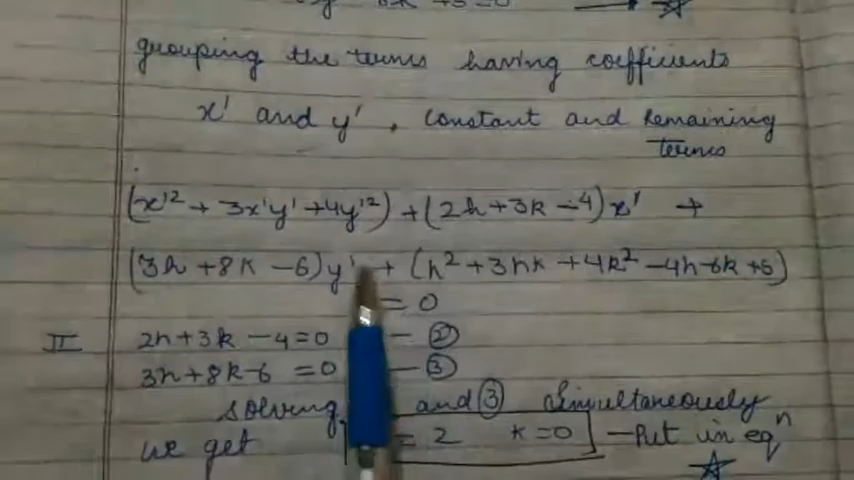 grouping the terms having coefficients
x' and y' , constant and Remaining
terms
(x'² + 3x'y' + 4y'²) + (2h + 3k - 4) x' +
(3h + 8k - 6) y' + (h² + 3hk + 4k² - 4h - 6k + 5)
= 0
II 2h + 3k - 4 = 0 - ②
3h + 8k - 6 = 0 - ③
Solving and ③ Simultaneously
we get = 2 k = 0 - Put in eqⁿ